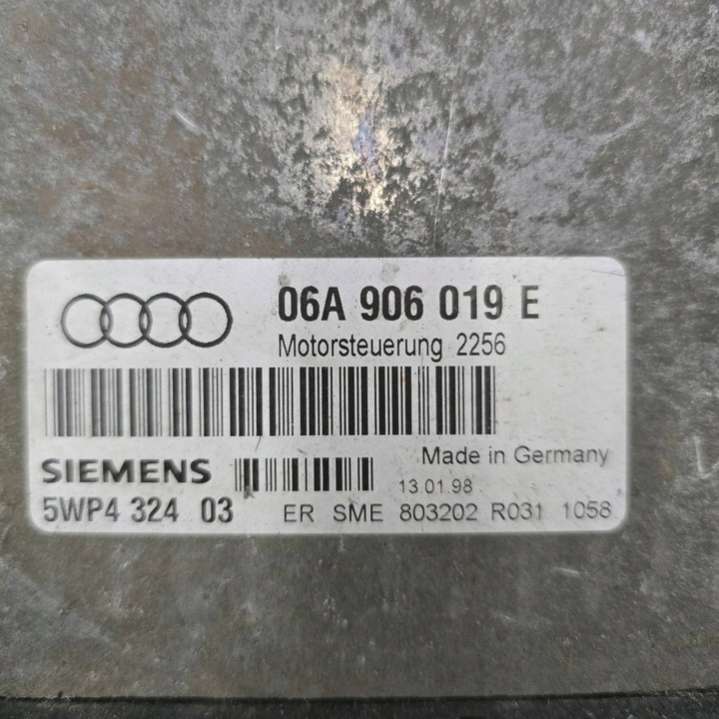 06A 906 019 E
Motorsteuerung 2256
Made in Germany
SIEMENS
13.01.98
5WP4 324 03
ER SME 803202 R031 1058